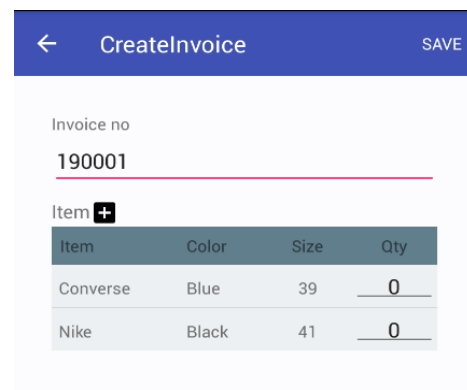 CreateInvoice SAVE
Invoice no
190001
Item
Item Color Size Qty
Converse Blue 39 0
Nike Black 41 0